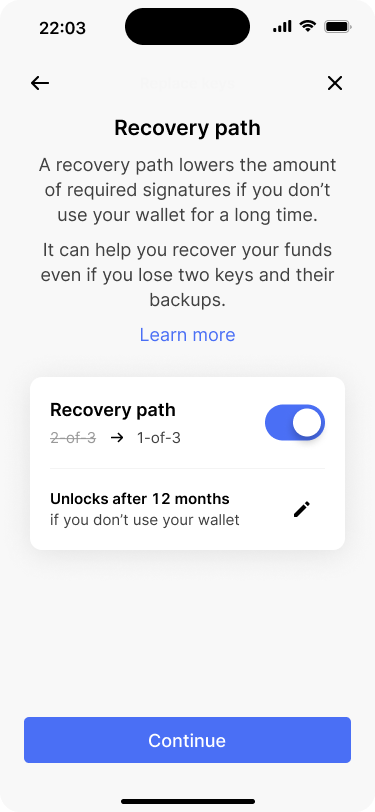 22:03
Recovery path
A recovery path lowers the amount
of required signatures if you don’t
use your wallet for a long time.
It can help you recover your funds
even if you lose two keys and their
backups.
Learn more
Recovery path
2-of-3 → 1-of-3
Unlocks after 12 months
if you don’t use your wallet
Continue